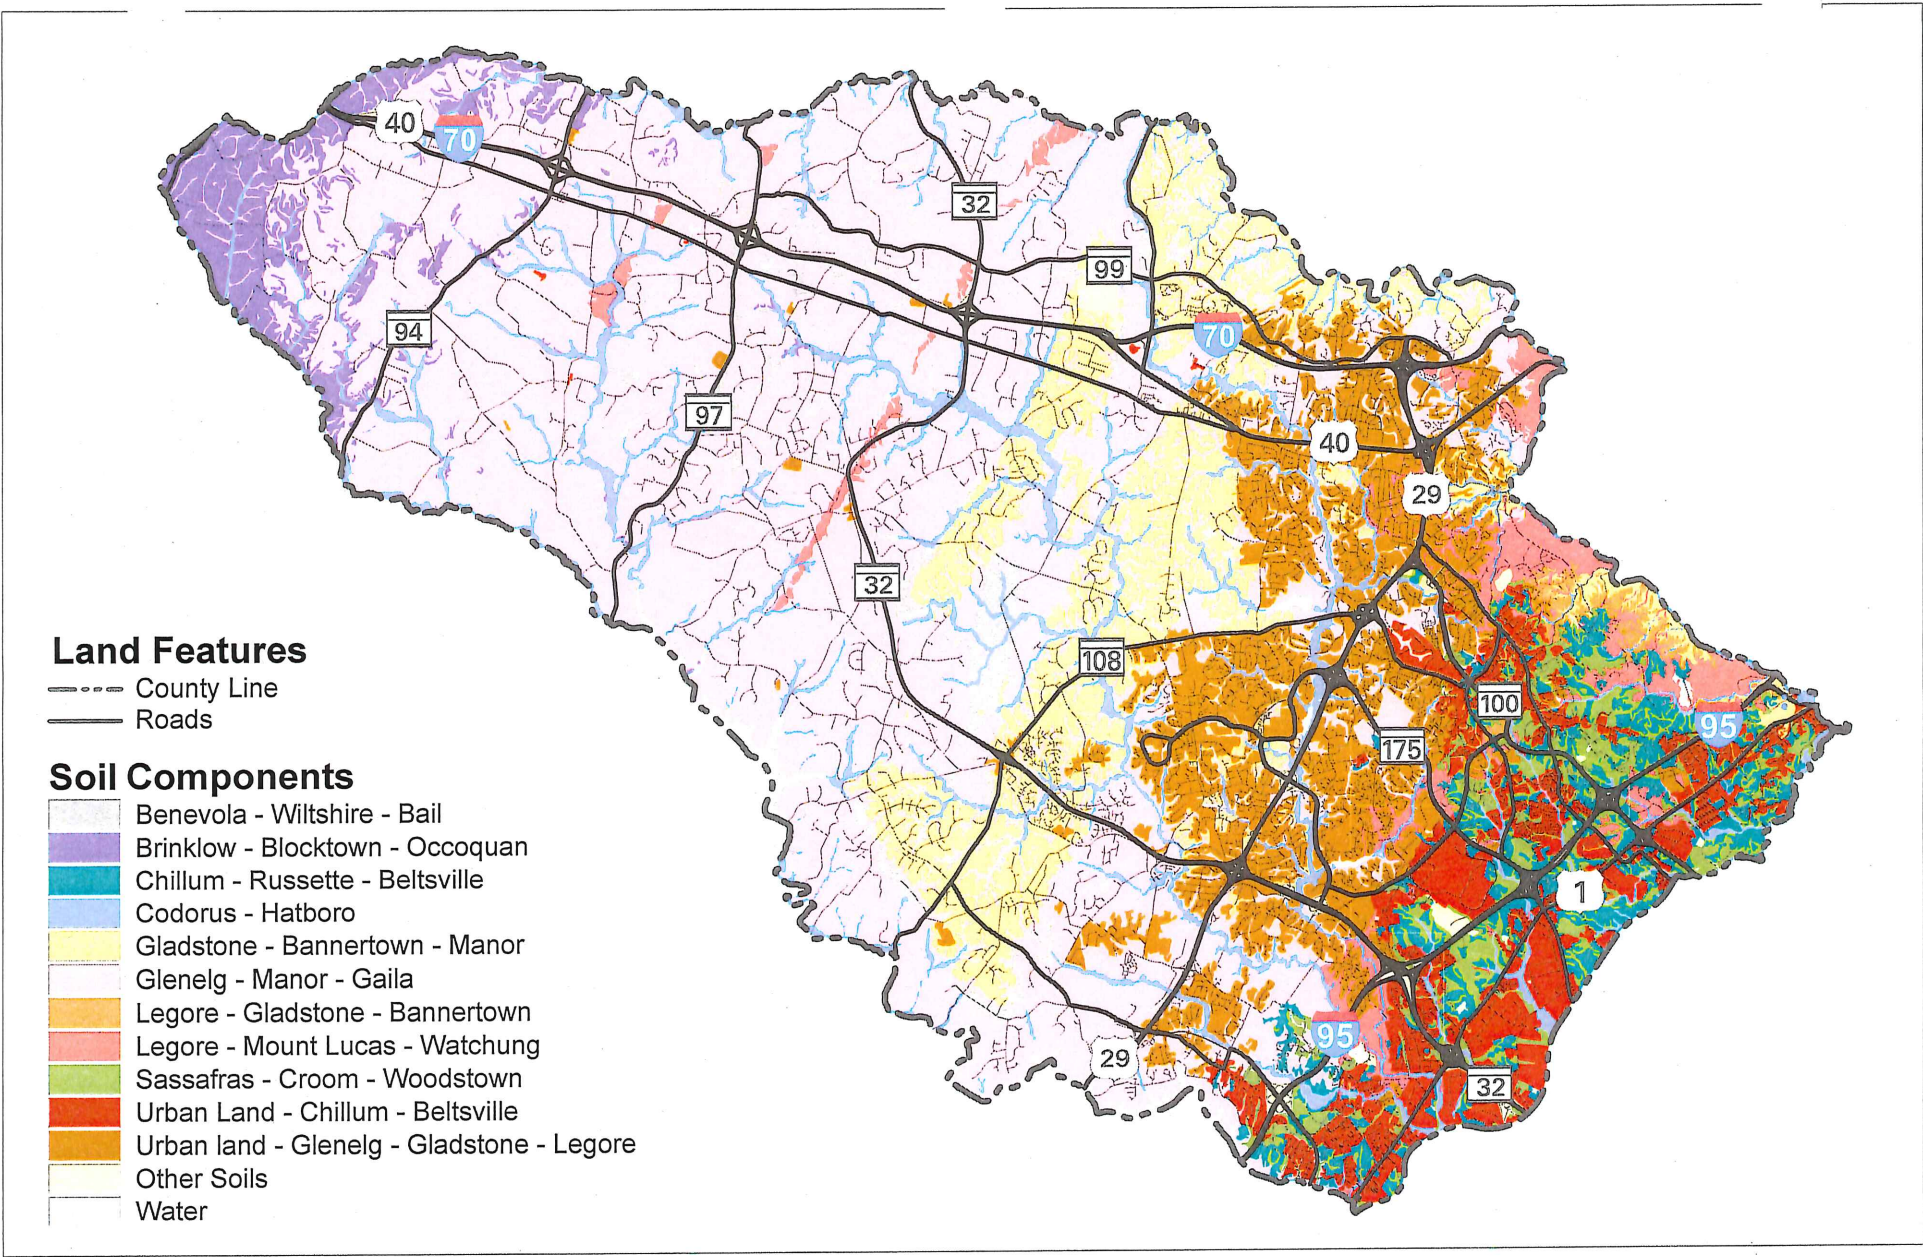 40
70
32
99
94
70
97
40
29
32
108
100
95
175
1
95
29
32
Land Features
County Line
Roads
Soil Components
Benevola - Wiltshire - Bail
Brinklow - Blocktown - Occoquan
Chillum - Russette - Beltsville
Codorus - Hatboro
Gladstone - Bannertown - Manor
Glenelg - Manor - Gaila
Legore - Gladstone - Bannertown
Legore - Mount Lucas - Watchung
Sassafras - Croom - Woodstown
Urban Land - Chillum - Beltsville
Urban land - Glenelg - Gladstone - Legore
Other Soils
Water